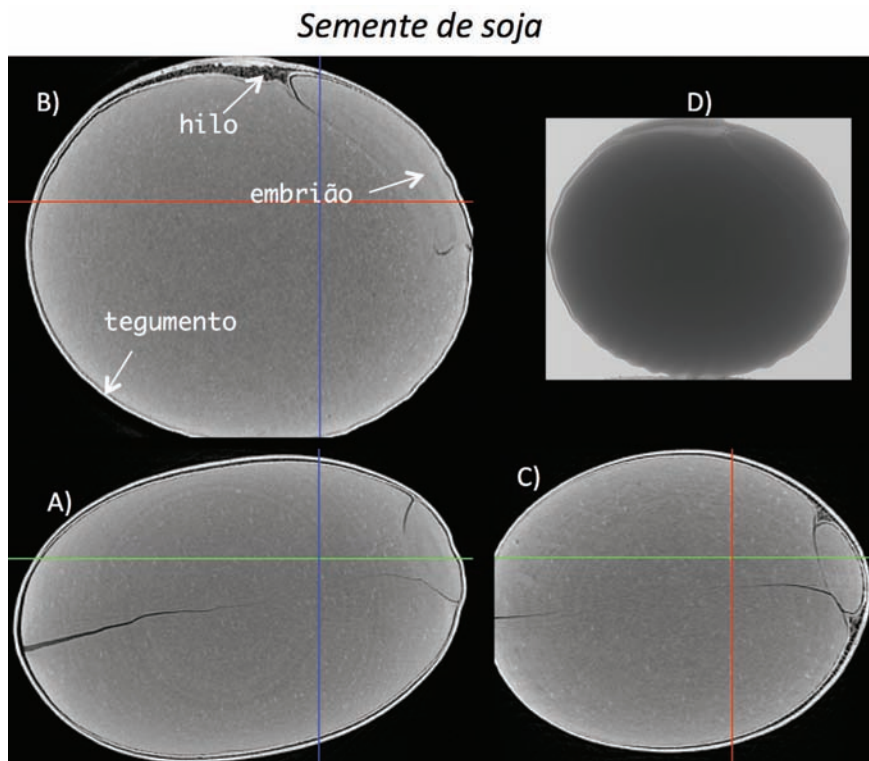 Semente de soja
B)
hilo
embrião
tegumento
D)
A)
C)